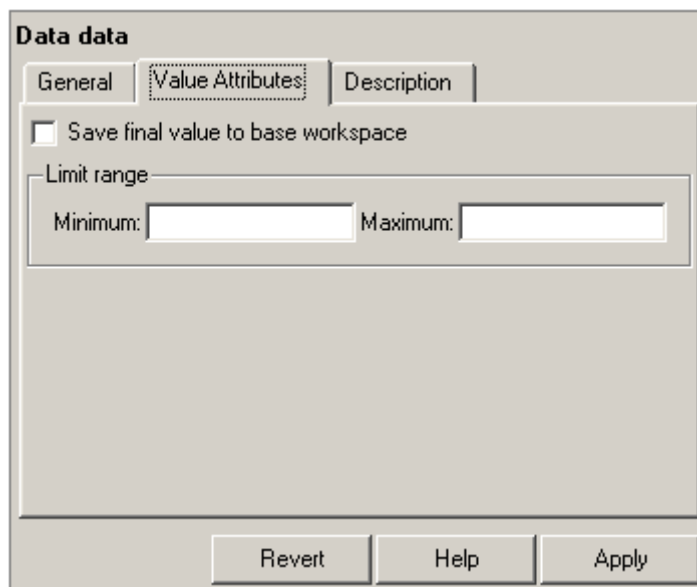 Data data
General Value Attributes Description
Save final value to base workspace
Limit range
Minimum: Maximum:
Revert Help Apply